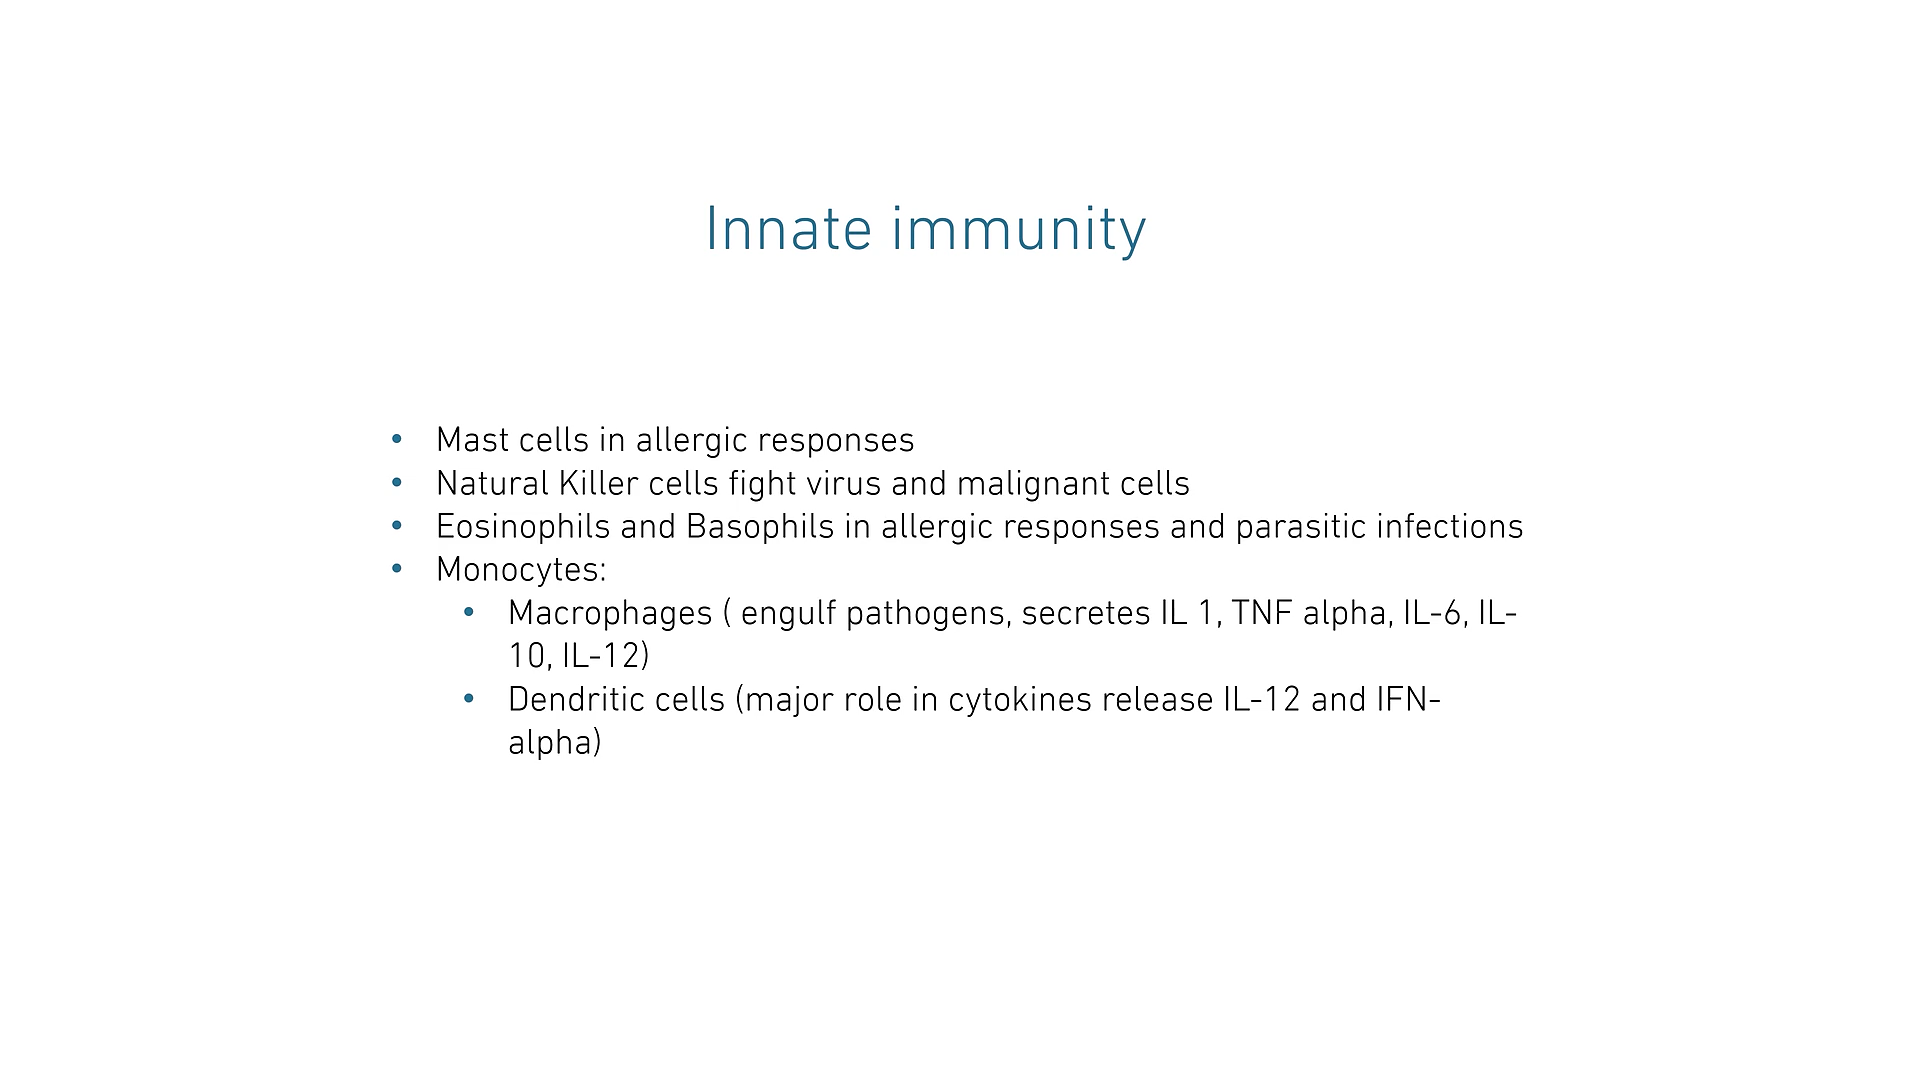 Innate immunity
• Mast cells in allergic responses
• Natural Killer cells fight virus and malignant cells
• Eosinophils and Basophils in allergic responses and parasitic infections
• Monocytes:
• Macrophages ( engulf pathogens, secretes IL 1, TNF alpha, IL-6, IL-
10, IL-12)
• Dendritic cells (major role in cytokines release IL-12 and IFN-
alpha)